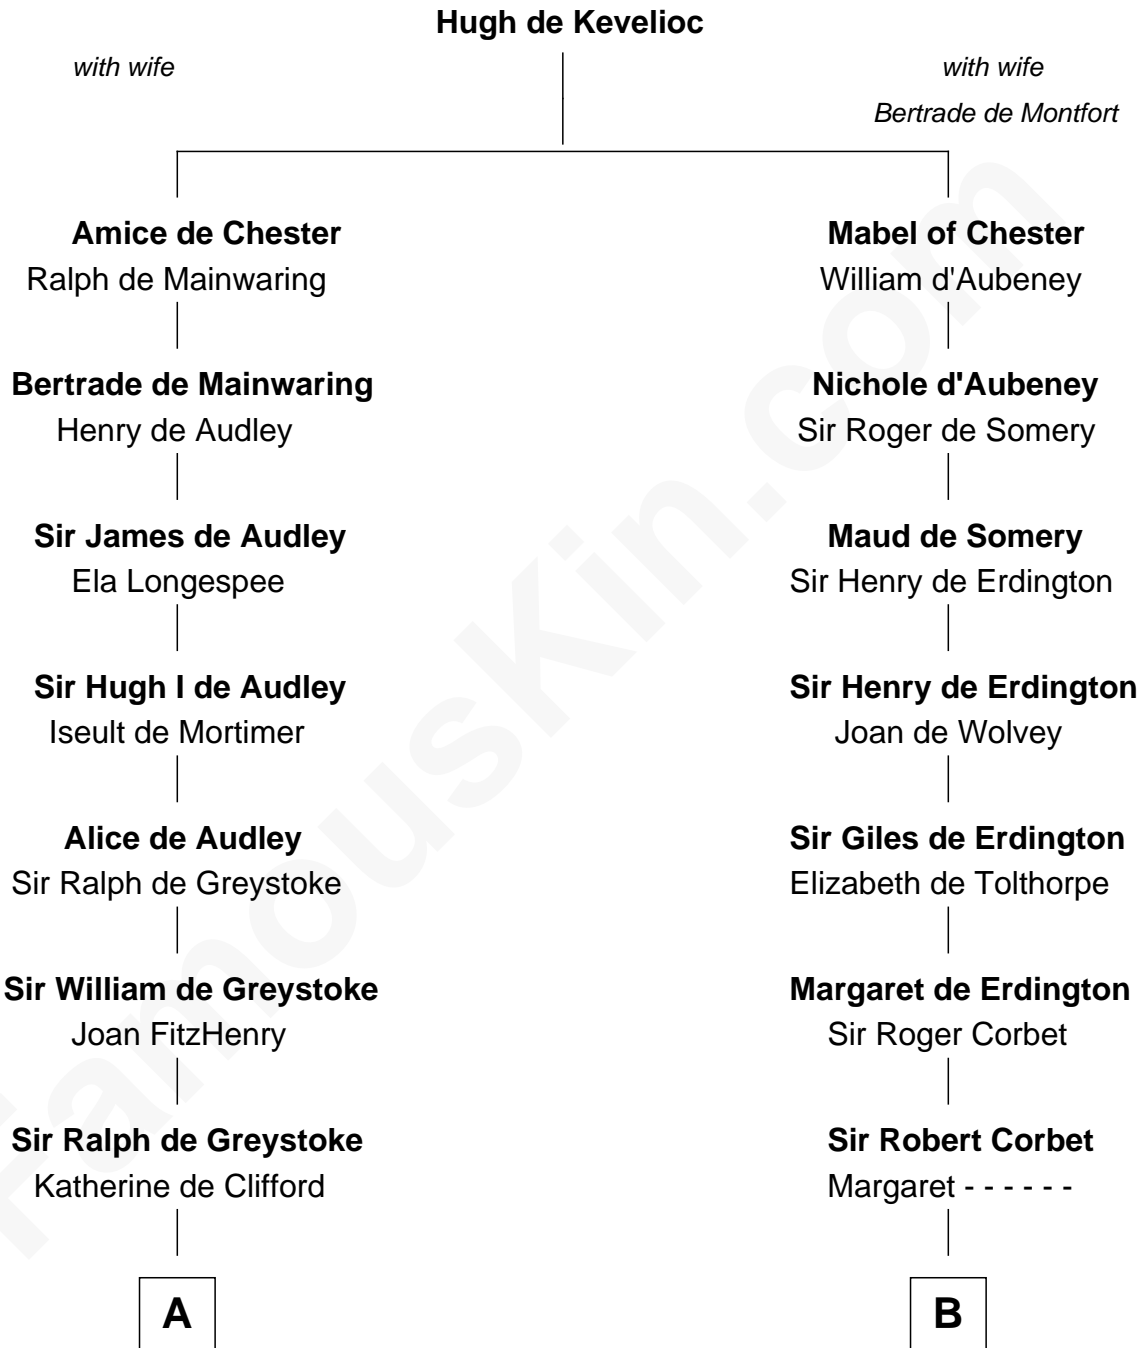 Hugh de Kevelioc
with wife
with wife
Bertrade de Montfort
Amice de Chester
Ralph de Mainwaring
Mabel of Chester
William d'Aubeney
Bertrade de Mainwaring
Henry de Audley
Nichole d'Aubeney
Sir Roger de Somery
Sir James de Audley
Ela Longespee
Maud de Somery
Sir Henry de Erdington
Sir Hugh I de Audley
Iseult de Mortimer
Sir Henry de Erdington
Joan de Wolvey
Alice de Audley
Sir Ralph de Greystoke
Sir Giles de Erdington
Elizabeth de Tolthorpe
Sir William de Greystoke
Joan FitzHenry
Margaret de Erdington
Sir Roger Corbet
Sir Ralph de Greystoke
Katherine de Clifford
Sir Robert Corbet
Margaret - - - - - -
A
B
FamousKin.com